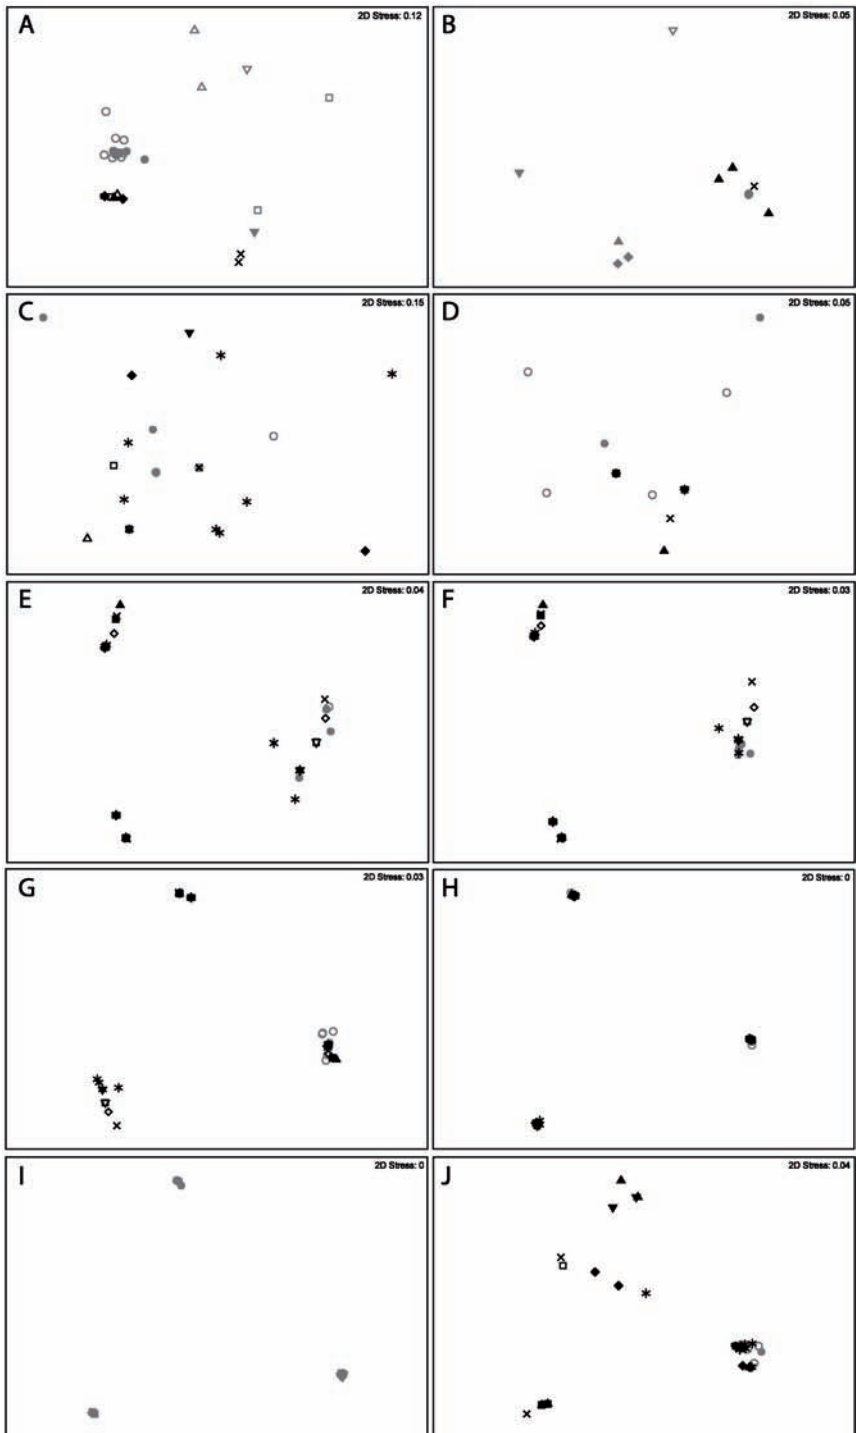 A 2D Stress: 0.12
B 2D Stress: 0.05
C 2D Stress: 0.15
D 2D Stress: 0.05
E 2D Stress: 0.04
F 2D Stress: 0.03
G 2D Stress: 0.03
H 2D Stress: 0
I 2D Stress: 0
J 2D Stress: 0.04